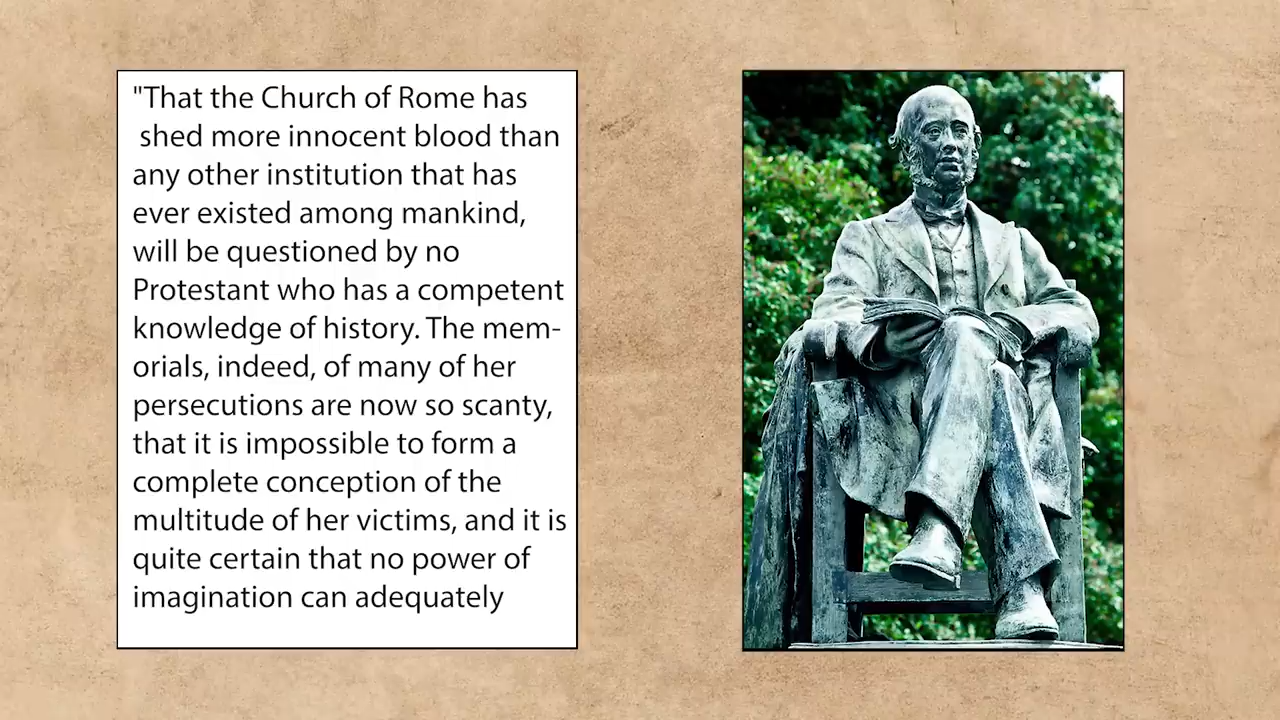 "That the Church of Rome has
shed more innocent blood than
any other institution that has
ever existed among mankind,
will be questioned by no
Protestant who has a competent
knowledge of history. The mem-
orials, indeed, of many of her
persecutions are now so scanty,
that it is impossible to form a
complete conception of the
multitude of her victims, and it is
quite certain that no power of
imagination can adequately